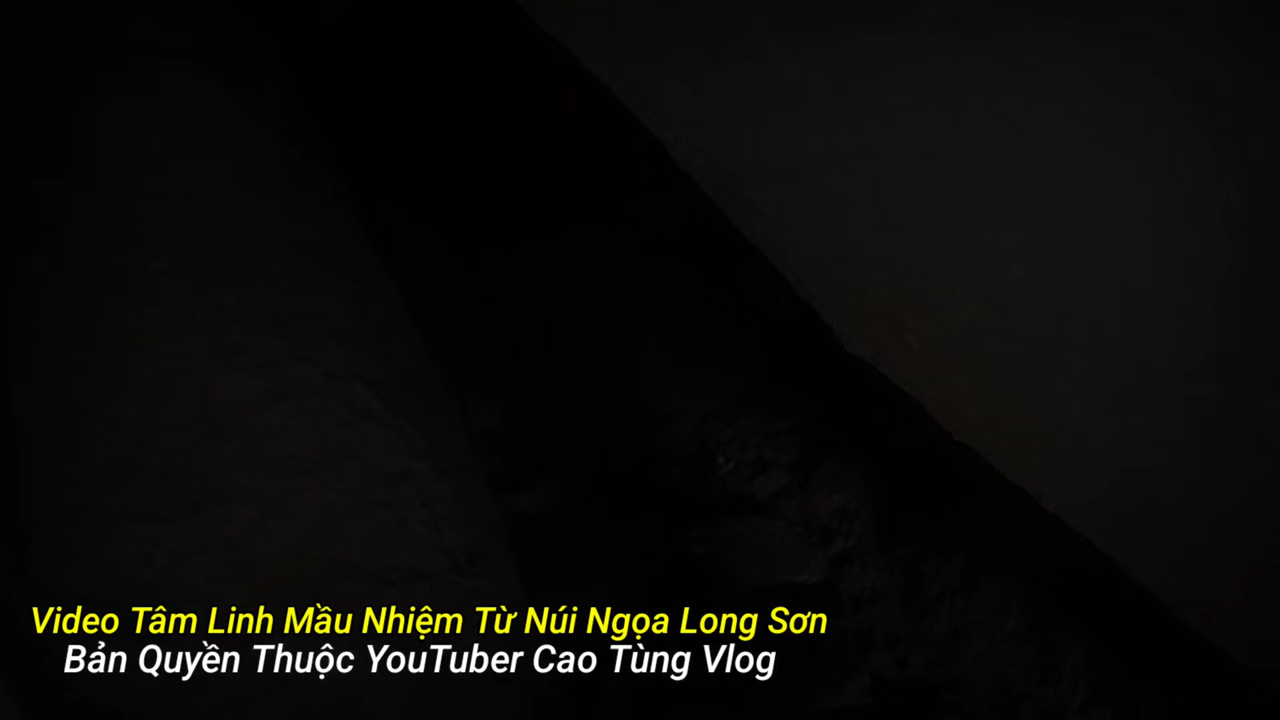 Video Tâm Linh Mầu Nhiệm Từ Núi Ngọa Long Sơn
Bản Quyền Thuộc YouTuber Cao Tùng Vlog